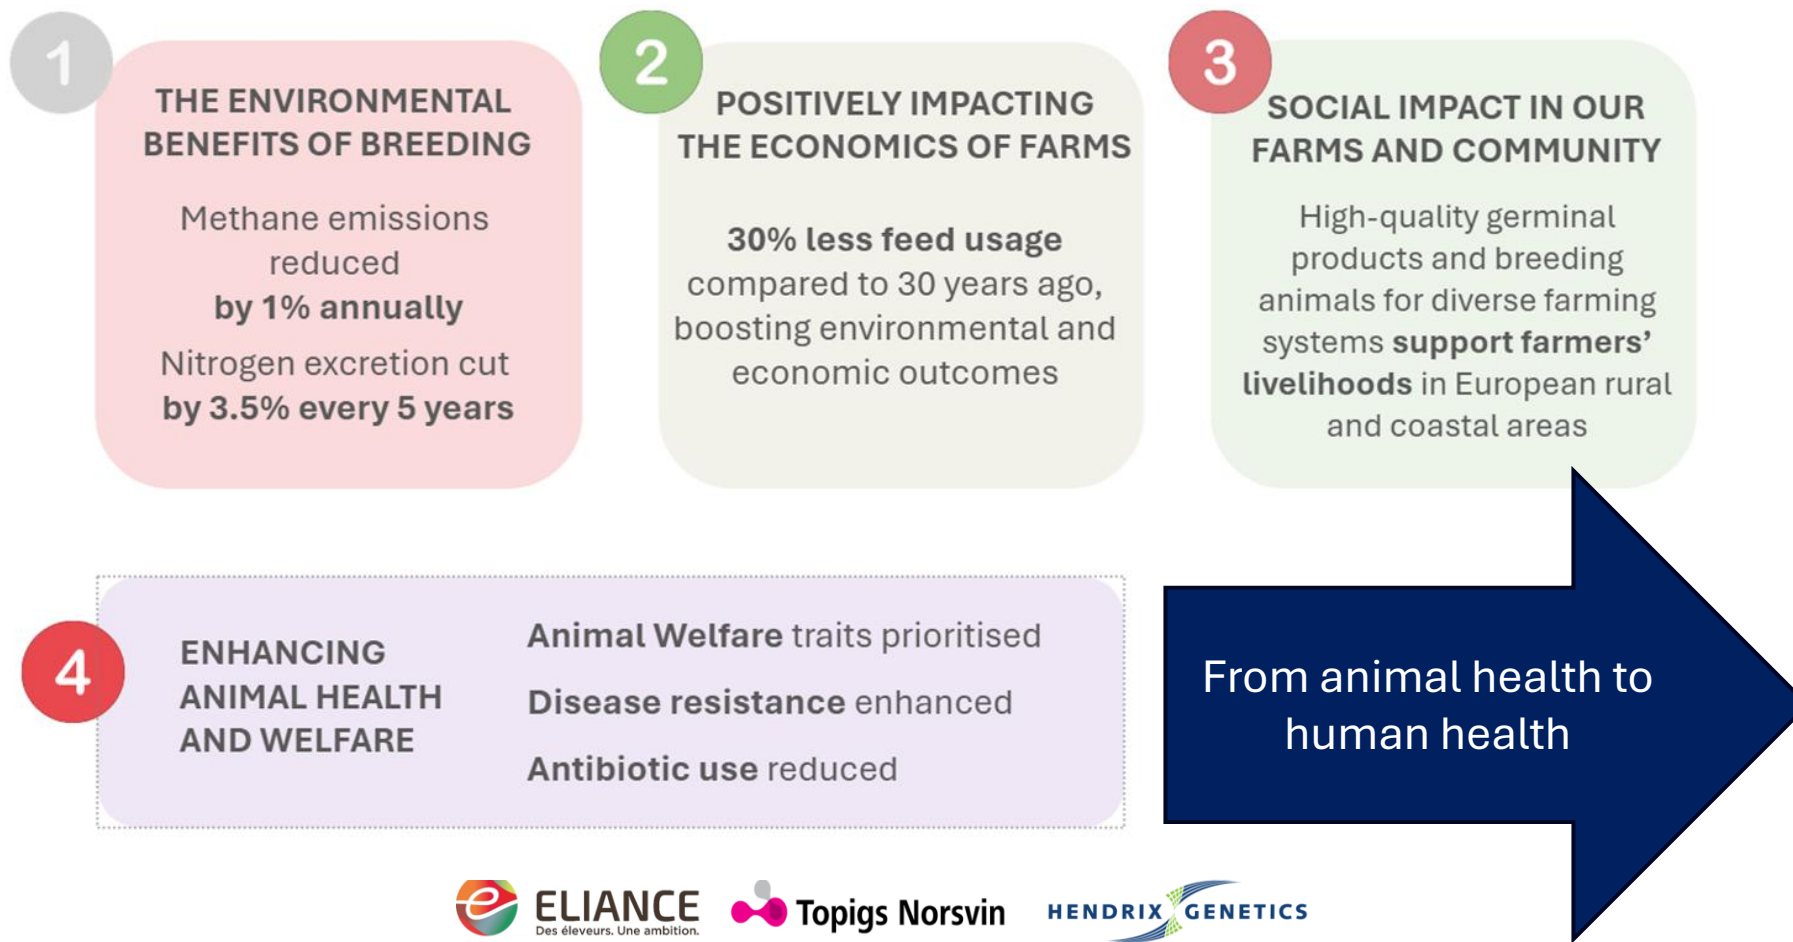 1
THE ENVIRONMENTAL
BENEFITS OF BREEDING
Methane emissions
reduced
by 1% annually
Nitrogen excretion cut
by 3.5% every 5 years
2
POSITIVELY IMPACTING
THE ECONOMICS OF FARMS
30% less feed usage
compared to 30 years ago,
boosting environmental and
economic outcomes
3
SOCIAL IMPACT IN OUR
FARMS AND COMMUNITY
High-quality germinal
products and breeding
animals for diverse farming
systems support farmers’
livelihoods in European rural
and coastal areas
4
ENHANCING
ANIMAL HEALTH
AND WELFARE
Animal Welfare traits prioritised
Disease resistance enhanced
Antibiotic use reduced
From animal health to
human health
ELIANCE
Des éleveurs. Une ambition.
Topigs Norsvin
HENDRIX GENETICS